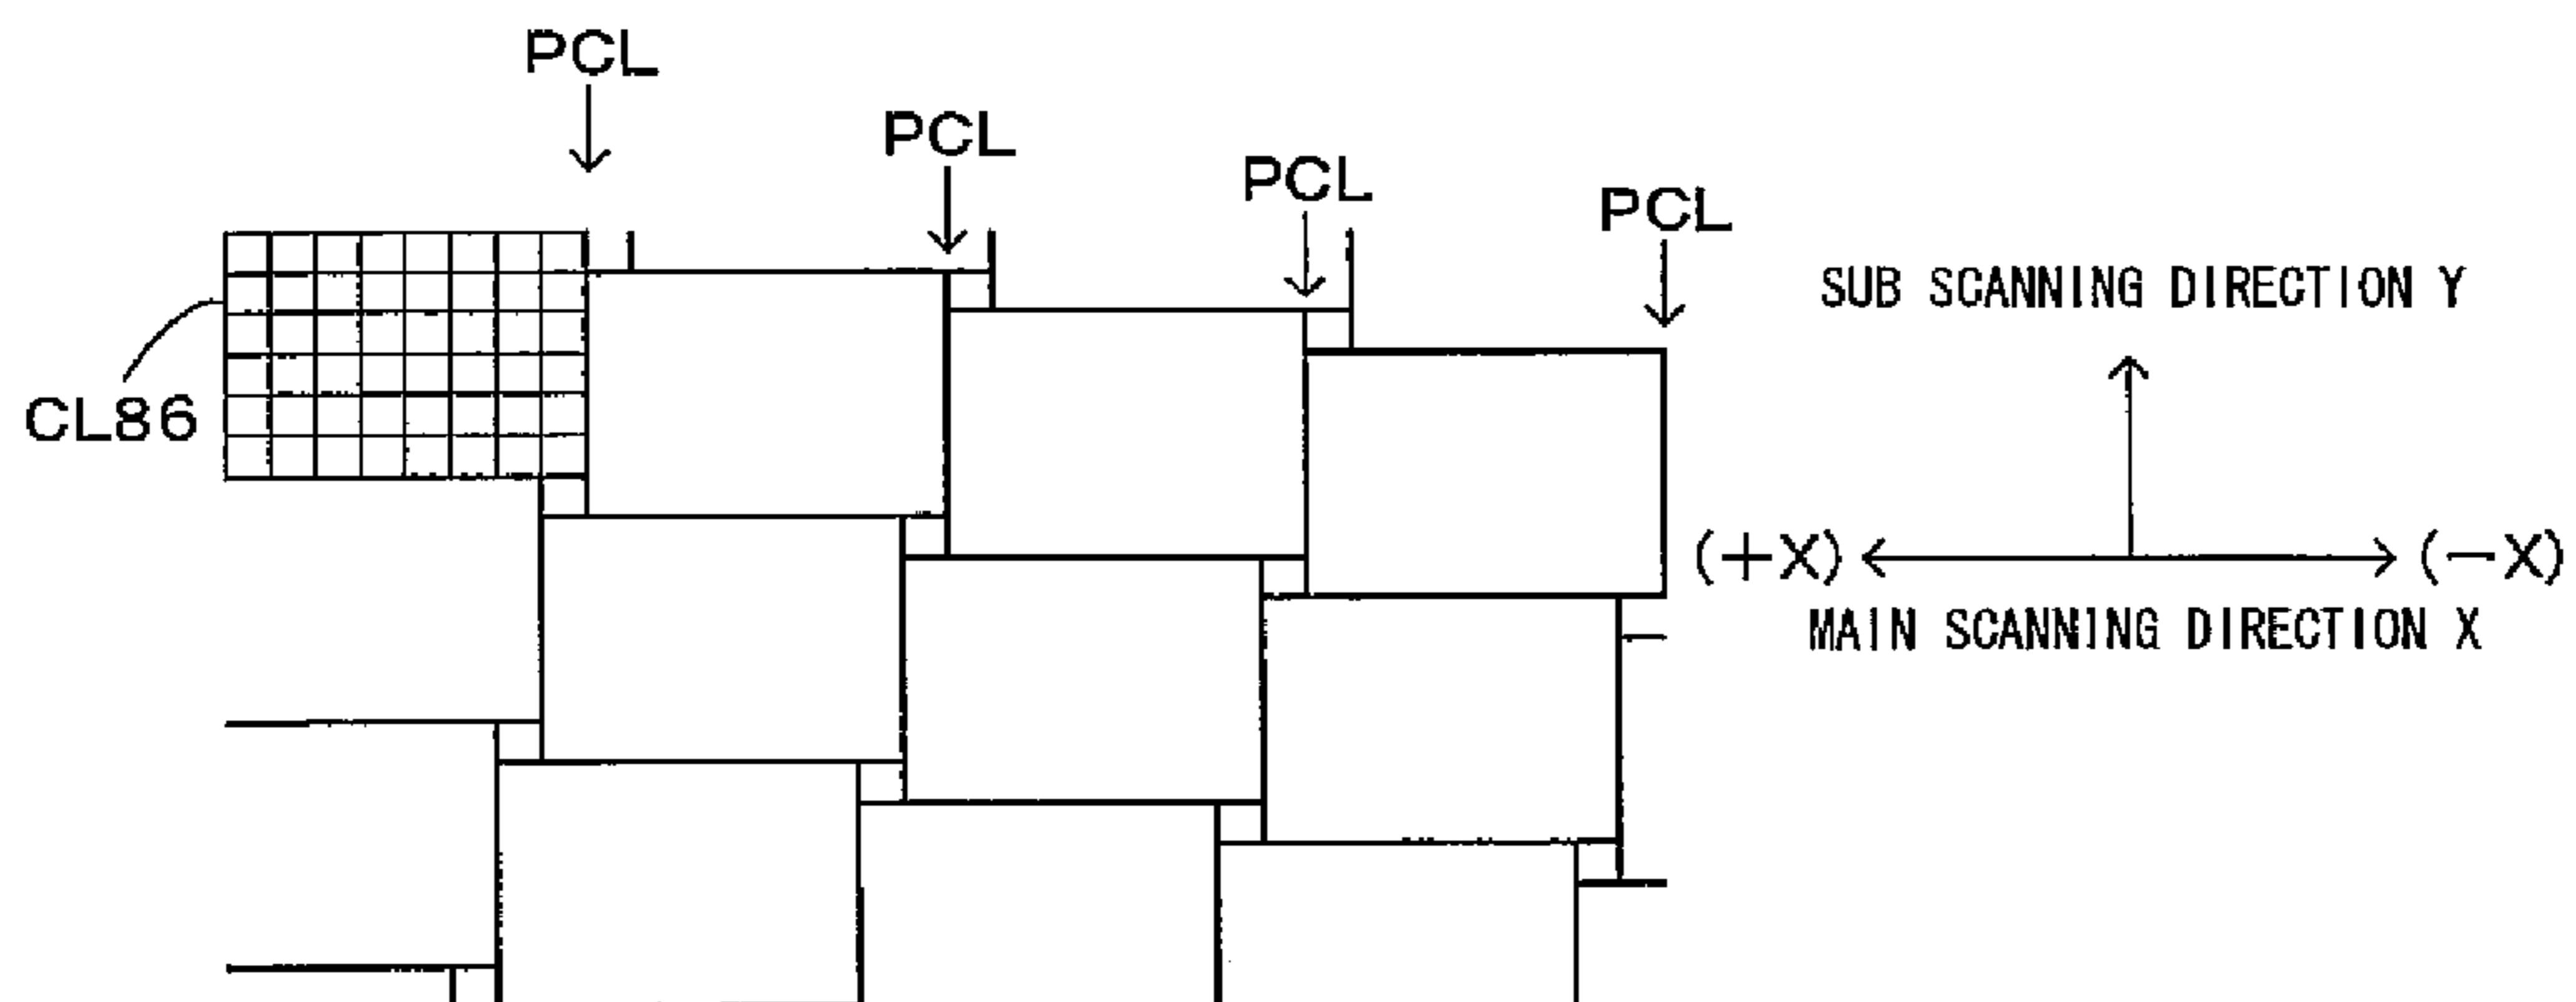 PCL
PCL
PCL
PCL
SUB SCANNING DIRECTION Y
CL86
(+X)
(-X)
MAIN SCANNING DIRECTION X